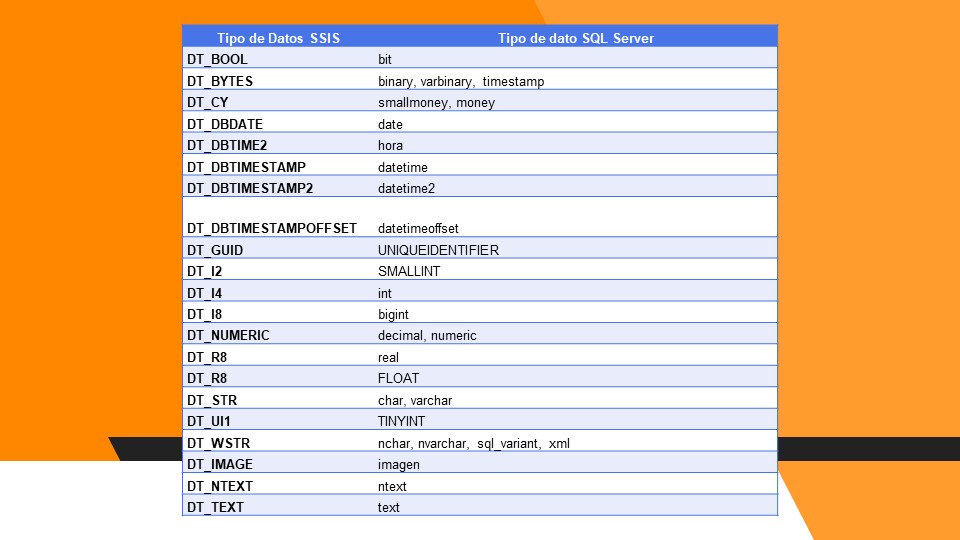 Tipo de Datos SSIS Tipo de dato SQL Server
DT_BOOL bit
DT_BYTES binary, varbinary, timestamp
DT_CY smallmoney, money
DT_DBDATE date
DT_DBTIME2 hora
DT_DBTIMESTAMP datetime
DT_DBTIMESTAMP2 datetime2
DT_DBTIMESTAMPOFFSET datetimeoffset
DT_GUID UNIQUEIDENTIFIER
DT_I2 SMALLINT
DT_I4 int
DT_I8 bigint
DT_NUMERIC decimal, numeric
DT_R8 real
DT_R8 FLOAT
DT_STR char, varchar
DT_UI1 TINYINT
DT_WSTR nchar, nvarchar, sql_variant, xml
DT_IMAGE imagen
DT_NTEXT ntext
DT_TEXT text